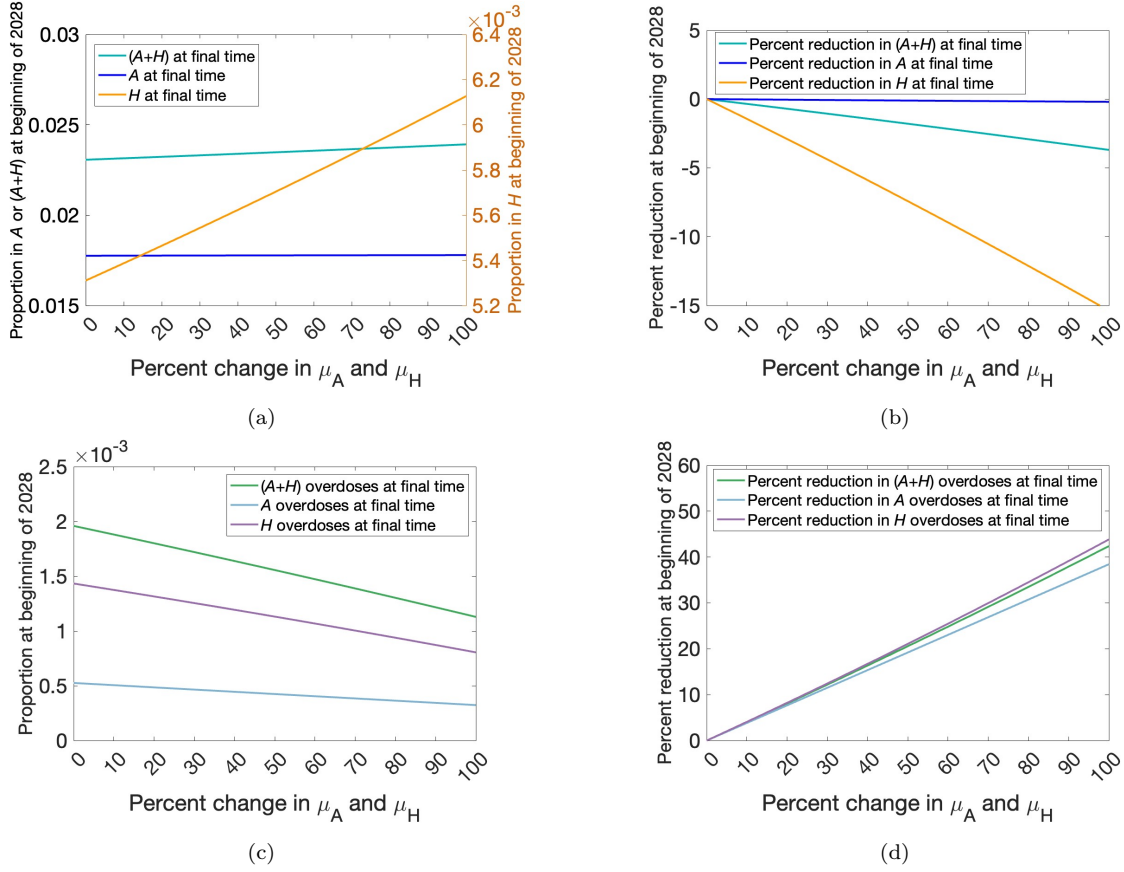 Proportion in A or (A+H) at beginning of 2028
0.03
0.025
0.02
0.015
(A+H) at final time
A at final time
H at final time
×10-3
6.4
6.2
6
5.8
5.6
5.4
5.2
Proportion in H at beginning of 2028
0 10 20 30 40 50 60 70 80 90 100
Percent change in μA and μH
(a)
Percent reduction at beginning of 2028
5
0
-5
-10
-15
Percent reduction in (A+H) at final time
Percent reduction in A at final time
Percent reduction in H at final time
0 10 20 30 40 50 60 70 80 90 100
Percent change in μA and μH
(b)
Proportion at beginning of 2028
×10-3
2.5
2
1.5
1
0.5
0
(A+H) overdoses at final time
A overdoses at final time
H overdoses at final time
0 10 20 30 40 50 60 70 80 90 100
Percent change in μA and μH
(c)
Percent reduction at beginning of 2028
60
50
40
30
20
10
0
Percent reduction in (A+H) overdoses at final time
Percent reduction in A overdoses at final time
Percent reduction in H overdoses at final time
0 10 20 30 40 50 60 70 80 90 100
Percent change in μA and μH
(d)